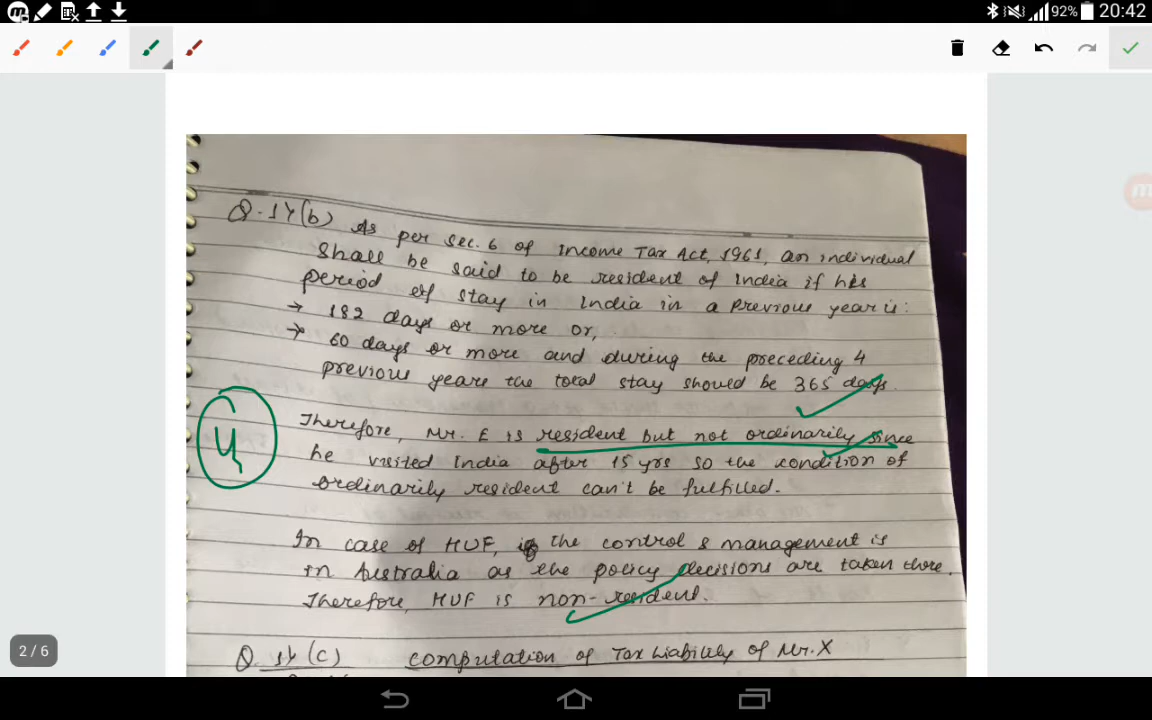 92% 20:42
Q.1(b) As per sec. 6 of Income Tax Act, 1961, an individual
shall be said to be resident of India if his
period of stay in India in a previous year is:
→ 182 days or more or,
→ 60 days or more and during the preceding 4
previous years the total stay should be 365 days.
Therefore, Mr. E is resident but not ordinarily since
4
he visited India after 15 yrs so the condition of
ordinarily resident can't be fulfilled.
In case of HUF, the control & management is
in Australia as the policy decisions are taken there.
Therefore, HUF is non-resident.
2 / 6
Q. 1(c) Computation of Tax Liability of Mr. X